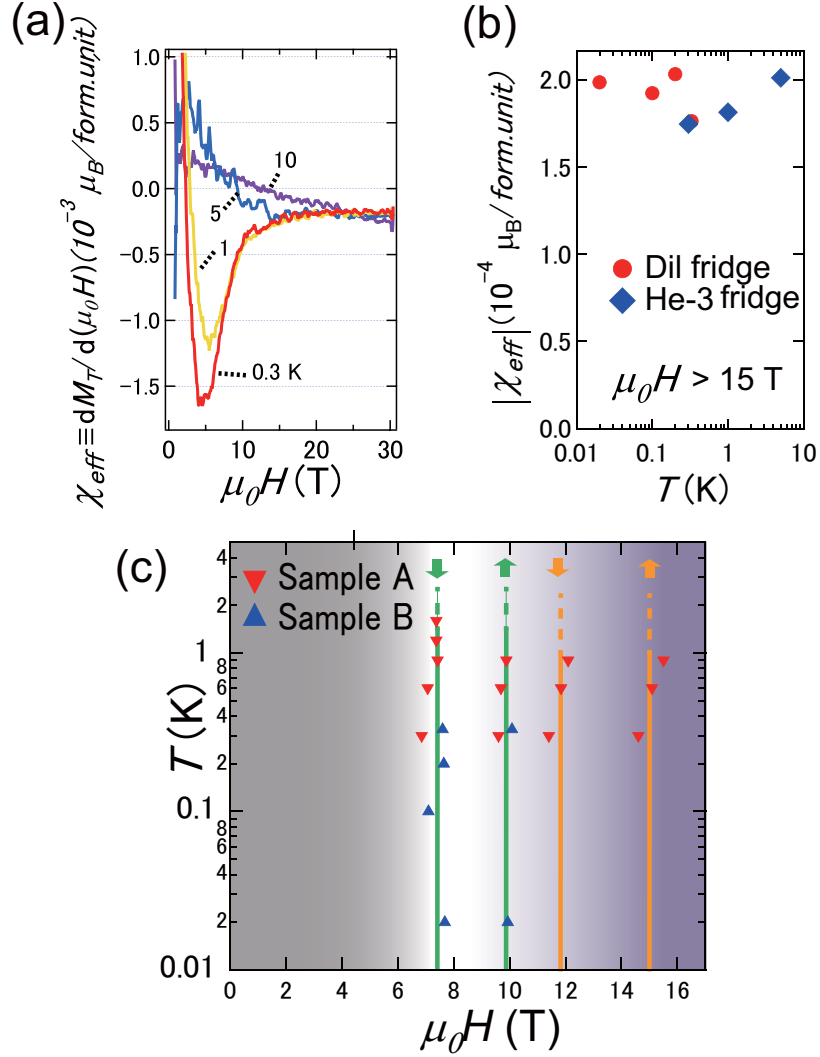 (a)
χeff ≡ dMT / d(μ0H) (10−3 μB / form.unit)
1.0
0.5
0.0
−0.5
−1.0
−1.5
10
5
1
0.3 K
0
10
20
30
μ0H (T)
(b)
|χeff| (10−4 μB / form.unit)
2.0
1.5
1.0
0.5
0.0
Dil fridge
He-3 fridge
μ0H > 15 T
0.01
0.1
1
10
T (K)
(c)
Sample A
Sample B
T (K)
4
2
1
8
6
4
2
0.1
8
6
4
2
0.01
0 2 4 6 8 10 12 14 16
μ0H (T)